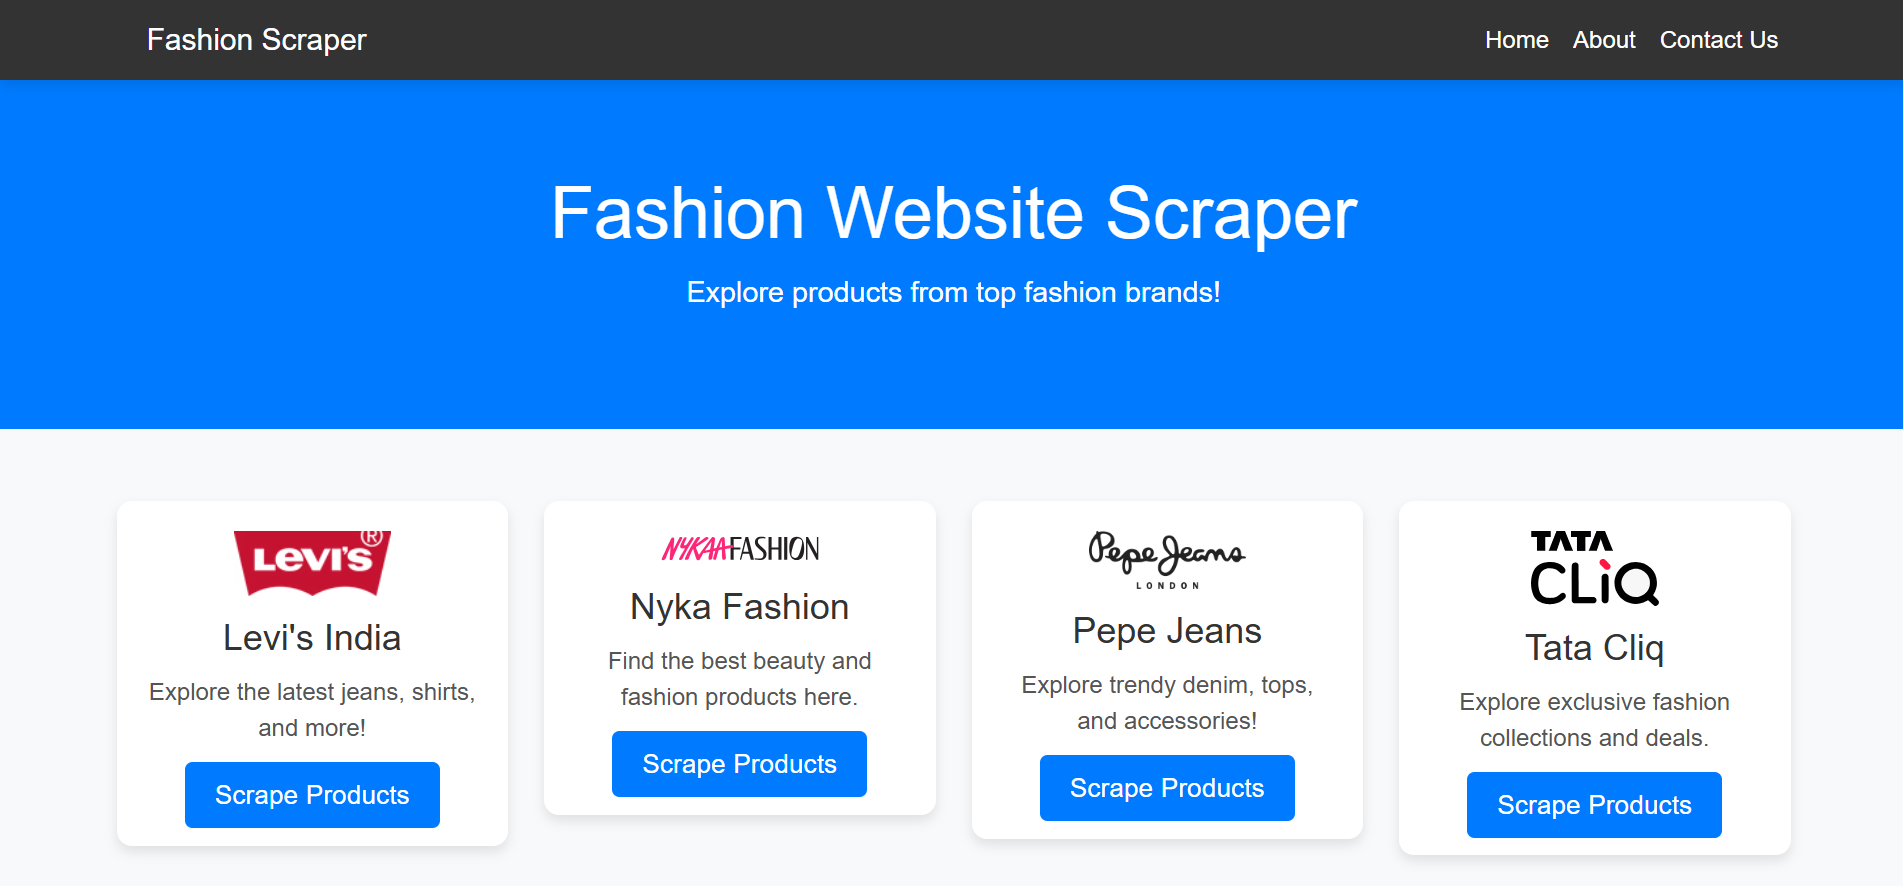 Fashion Scraper
Home About Contact Us
Fashion Website Scraper
Explore products from top fashion brands!
LEVI'S®
Levi's India
Explore the latest jeans, shirts,
and more!
Scrape Products
NYKAA FASHION
Nyka Fashion
Find the best beauty and
fashion products here.
Scrape Products
Pepe Jeans
LONDON
Pepe Jeans
Explore trendy denim, tops,
and accessories!
Scrape Products
TATA
CLiQ
Tata Cliq
Explore exclusive fashion
collections and deals.
Scrape Products